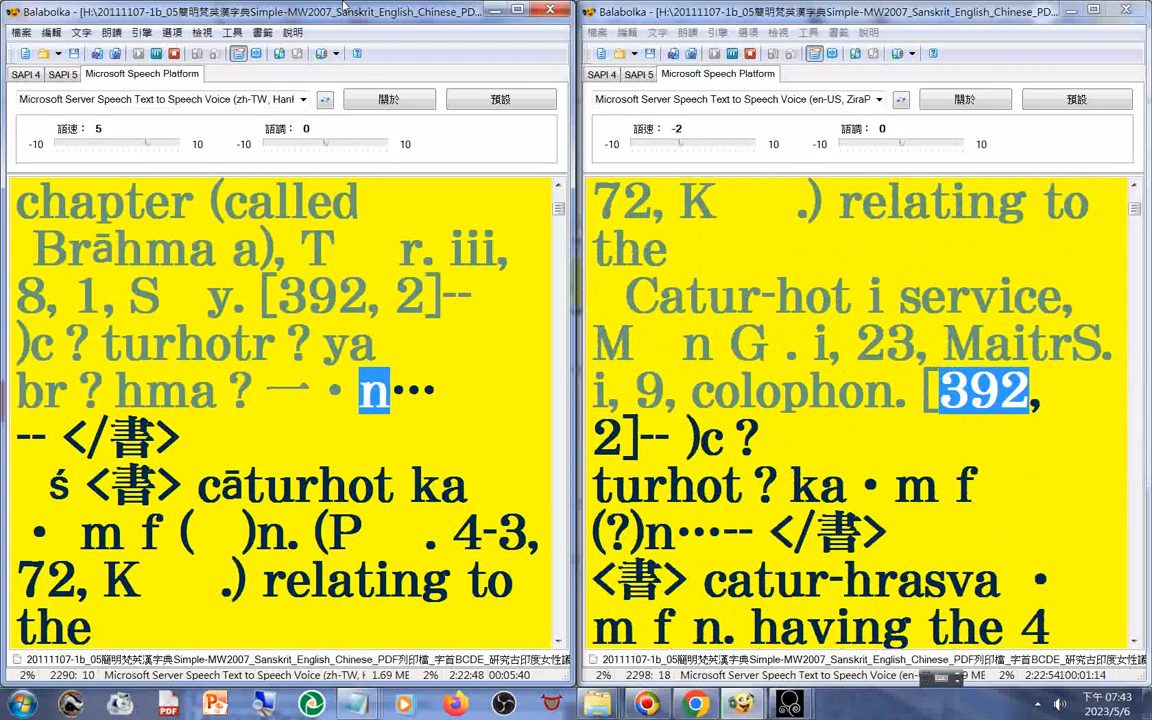 Balabolka - [H:\20111107-1b_05簡明梵英漢字典Simple-MW2007_Sanskrit_English_Chinese_PD...
檔案 編輯 文字 朗讀 引擎 選項 檢視 工具 書籤 說明
SAPI 4 SAPI 5 Microsoft Speech Platform
Microsoft Server Speech Text to Speech Voice (zh-TW, Hanl
關於 預設
語速： 5 語調： 0
-10 10 -10 10
chapter (called
Brāhma a), T r. iii,
8, 1, S y. [392, 2]--
)c？turhotr？ya
br？hma？一‧n…
-- </書>
ś <書> cāturhot ka
‧ m f ( )n. (P . 4-3,
72, K .) relating to
the
20111107-1b_05簡明梵英漢字典Simple-MW2007_Sanskrit_English_Chinese_PDF列印檔_字首BCDE_研究古印度女性議
2% 2290: 10 Microsoft Server Speech Text to Speech Voice (zh-TW, H 1.69 MB 2% 2:22:48 00:05:40
Balabolka - [H:\20111107-1b_05簡明梵英漢字典Simple-MW2007_Sanskrit_English_Chinese_PD...
檔案 編輯 文字 朗讀 引擎 選項 檢視 工具 書籤 說明
SAPI 4 SAPI 5 Microsoft Speech Platform
Microsoft Server Speech Text to Speech Voice (en-US, ZiraP
關於 預設
語速： -2 語調： 0
-10 10 -10 10
72, K .) relating to
the
Catur-hot i service,
M n G . i, 23, MaitrS.
i, 9, colophon. [392,
2]-- )c？
turhot？ka‧m f
(?)n…-- </書>
<書> catur-hrasva ‧
m f n. having the 4
20111107-1b_05簡明梵英漢字典Simple-MW2007_Sanskrit_English_Chinese_PDF列印檔_字首BCDE_研究古印度女性議
2% 2298: 18 Microsoft Server Speech Text to Speech Voice (en-US 9 MB 2% 2:22:54 00:01:14
PDF
下午 07:43
2023/5/6